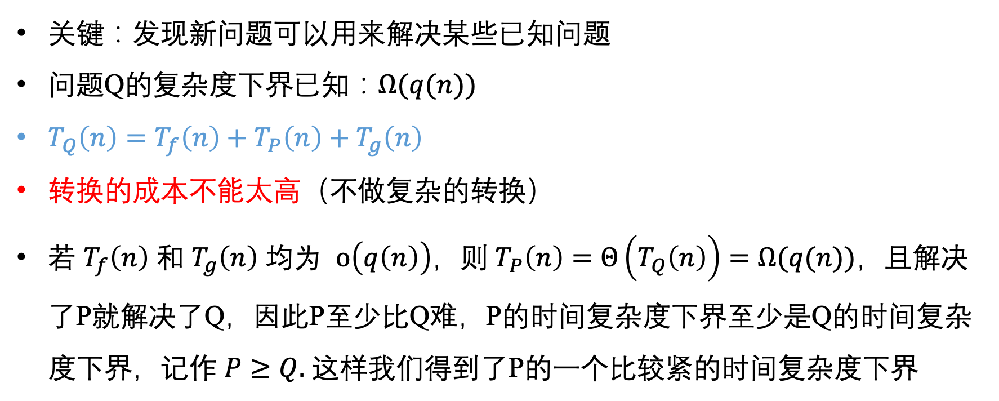 • 关键：发现新问题可以用来解决某些已知问题
• 问题Q的复杂度下界已知：Ω(q(n))
• T_Q(n) = T_f(n) + T_P(n) + T_g(n)
• 转换的成本不能太高（不做复杂的转换）
• 若 T_f(n) 和 T_g(n) 均为 o(q(n))，则 T_P(n) = Θ(T_Q(n)) = Ω(q(n))，且解决
了P就解决了Q，因此P至少比Q难，P的时间复杂度下界至少是Q的时间复杂
度下界，记作 P ≥ Q. 这样我们得到了P的一个比较紧的时间复杂度下界